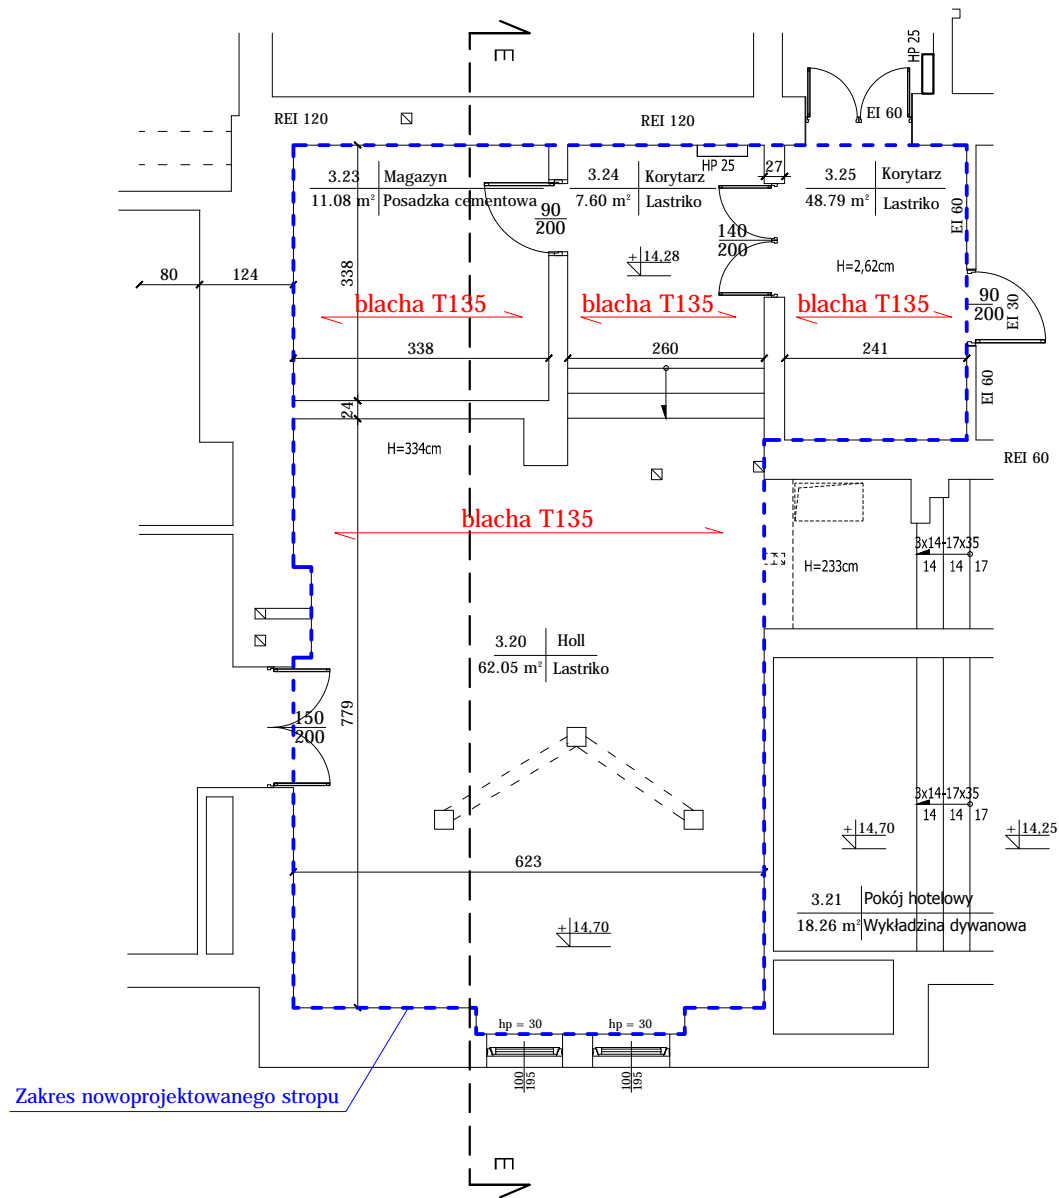 E
HP 25
REI 120
REI 120
EI 60
HP 25
27
3.23 Magazyn
11.08 m² Posadzka cementowa
3.24 Korytarz
7.60 m² Lastriko
3.25 Korytarz
48.79 m² Lastriko
EI 60
90
200
140
200
+14,28
H=2,62cm
80
124
338
90
200
EI 30
blacha T135
blacha T135
blacha T135
338
260
241
EI 60
24
H=334cm
REI 60
blacha T135
3x14-17x35
14 14 17
H=233cm
3.20 Holl
62.05 m² Lastriko
779
150
200
3x14-17x35
14 14 17
+14,70
+14,25
623
3.21 Pokój hotelowy
18.26 m² Wykładzina dywanowa
+14,70
hp = 30
hp = 30
100
195
100
195
Zakres nowoprojektowanego stropu
E